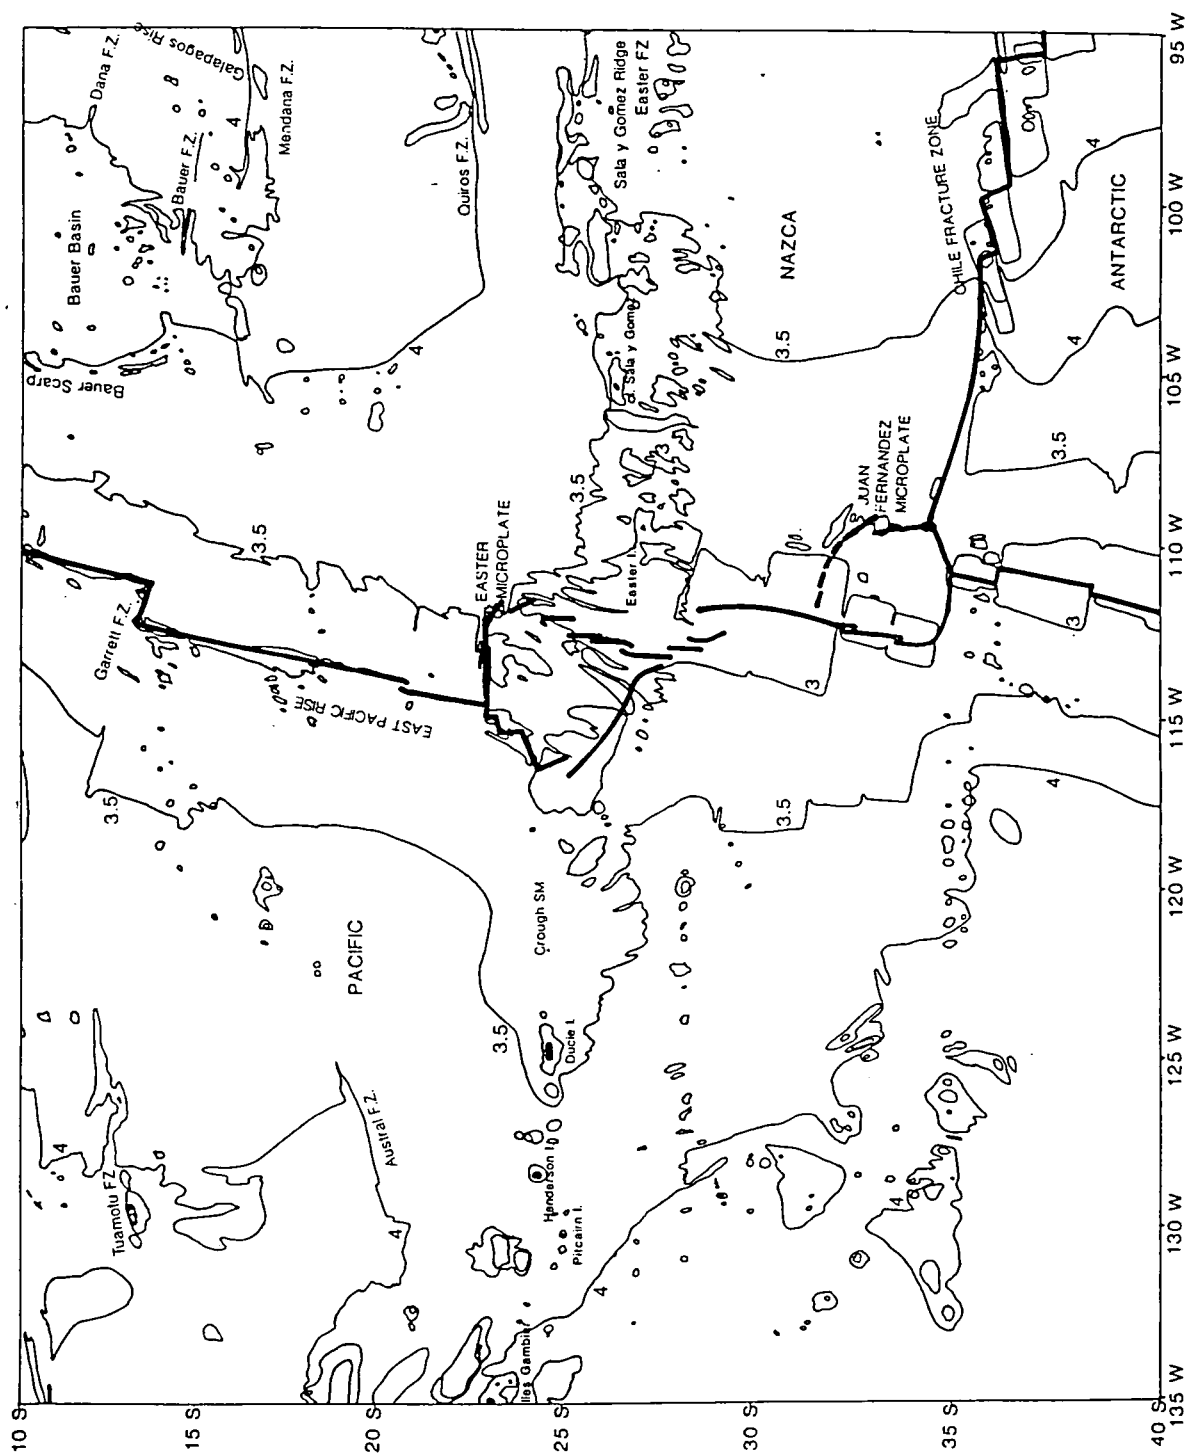 10 S
15 S
20 S
25 S
30 S
35 S
40 S
135 W
130 W
125 W
120 W
115 W
110 W
105 W
100 W
95 W
Tuamotu F.Z.
4
Austral F.Z.
4
Iles Gambier
Pitcairn I.
Henderson I.
Ducie I.
4
4
PACIFIC
3.5
3.5
Crough SM
3.5
4
Garrett F.Z.
EAST PACIFIC RISE
3.5
EASTER
MICROPLATE
Easter I.
3.5
3
3
JUAN
FERNANDEZ
MICROPLATE
3
3.5
Bauer Scarp
Bauer Basin
Bauer F.Z.
Dana F.Z.
Galapagos Rise
4
Mendana F.Z.
Quiros F.Z.
4
I. Sala y Gomez
Sala y Gomez Ridge
Easter FZ
NAZCA
3.5
CHILE FRACTURE ZONE
ANTARCTIC
4
4